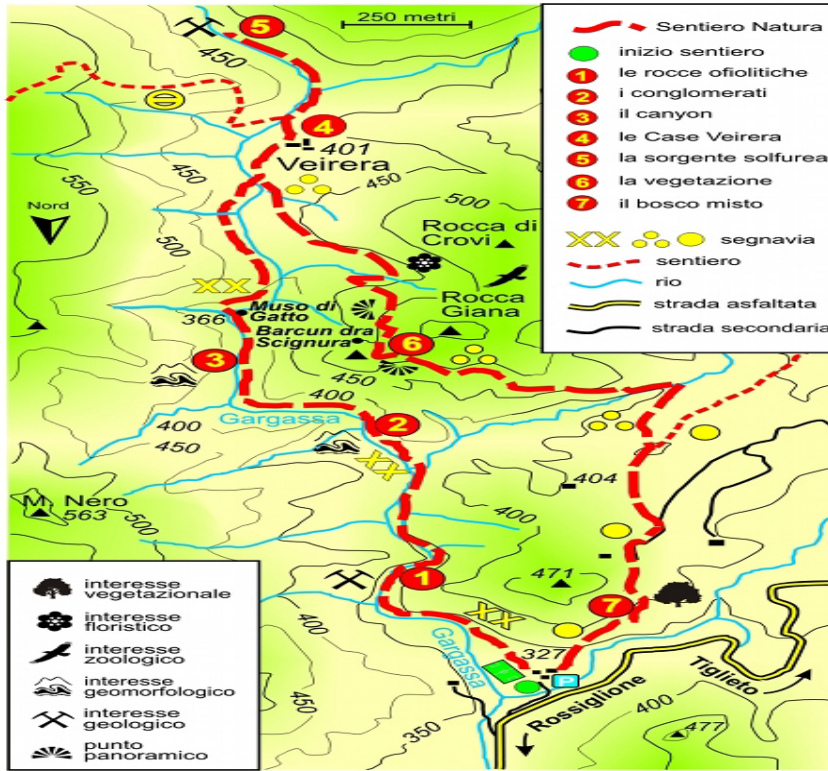 250 metri
Sentiero Natura
inizio sentiero
1 le rocce ofiolitiche
2 i conglomerati
3 il canyon
4 le Case Veirera
5 la sorgente solfurea
6 la vegetazione
7 il bosco misto
XX segnavia
sentiero
rio
strada asfaltata
strada secondaria
5
450
4
401
Veirera
450
450
550
Nord
500
500
Rocca di
Crovi
XX
Rocca
Giana
Muso di
Gatto
366
Barcun dra
Scignura
6
3
450
400
Gargassa
400
450
2
XX
404
M. Nero
563
500
400
1
471
7
XX
400
327
P
Gargassa
350
Rossiglione
Tiglieto
400
477
interesse
vegetazionale
interesse
floristico
interesse
zoologico
interesse
geomorfologico
interesse
geologico
punto
panoramico